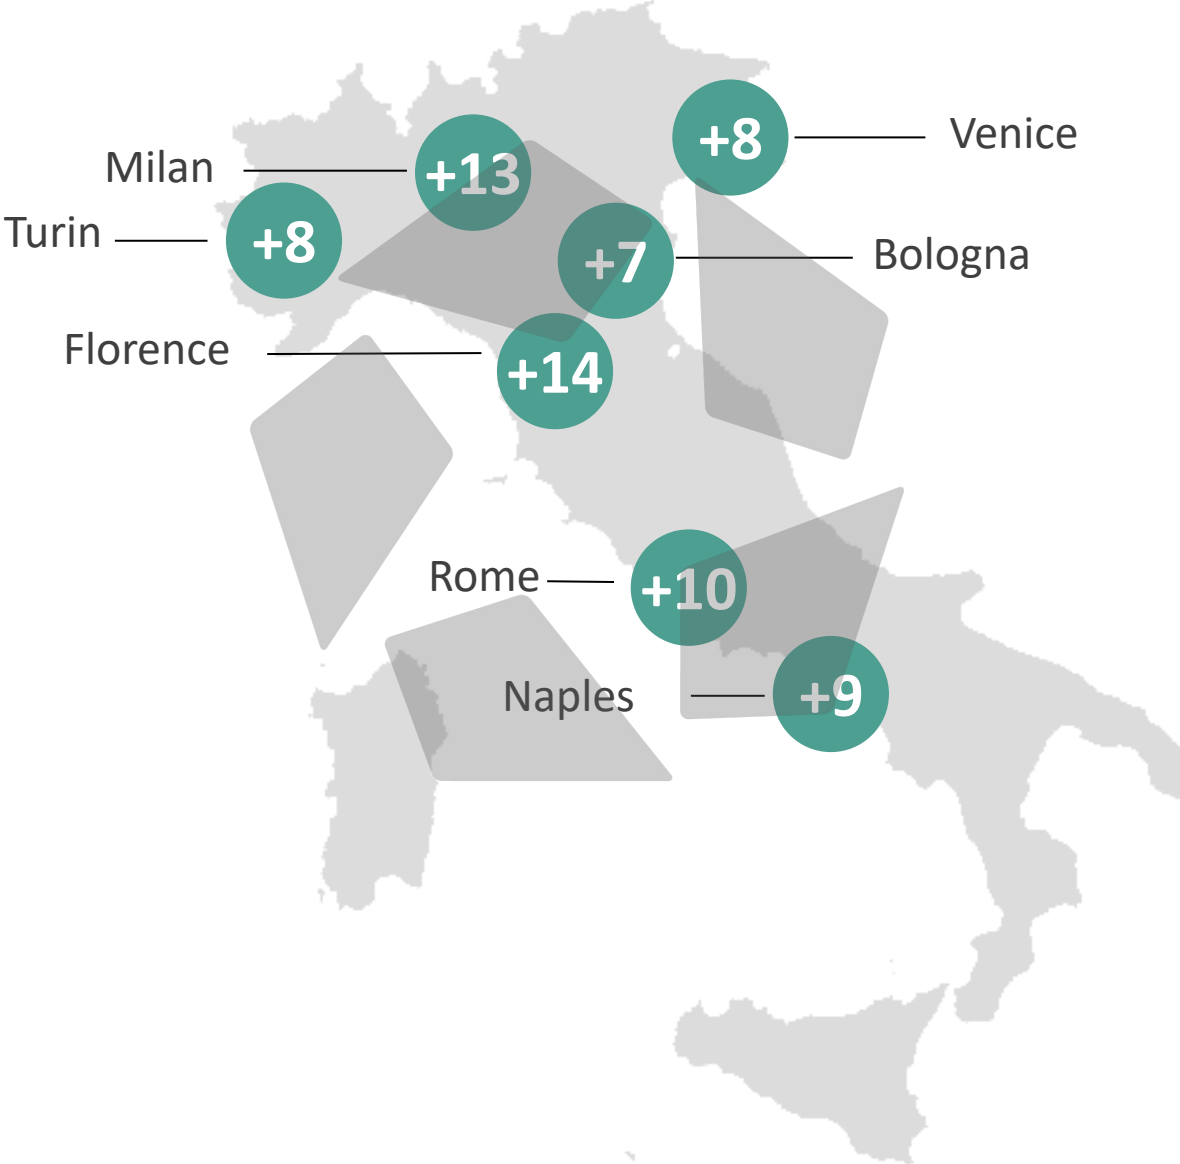 +8 Venice
Milan +13
Turin +8
+7 Bologna
Florence +14
Rome +10
Naples +9